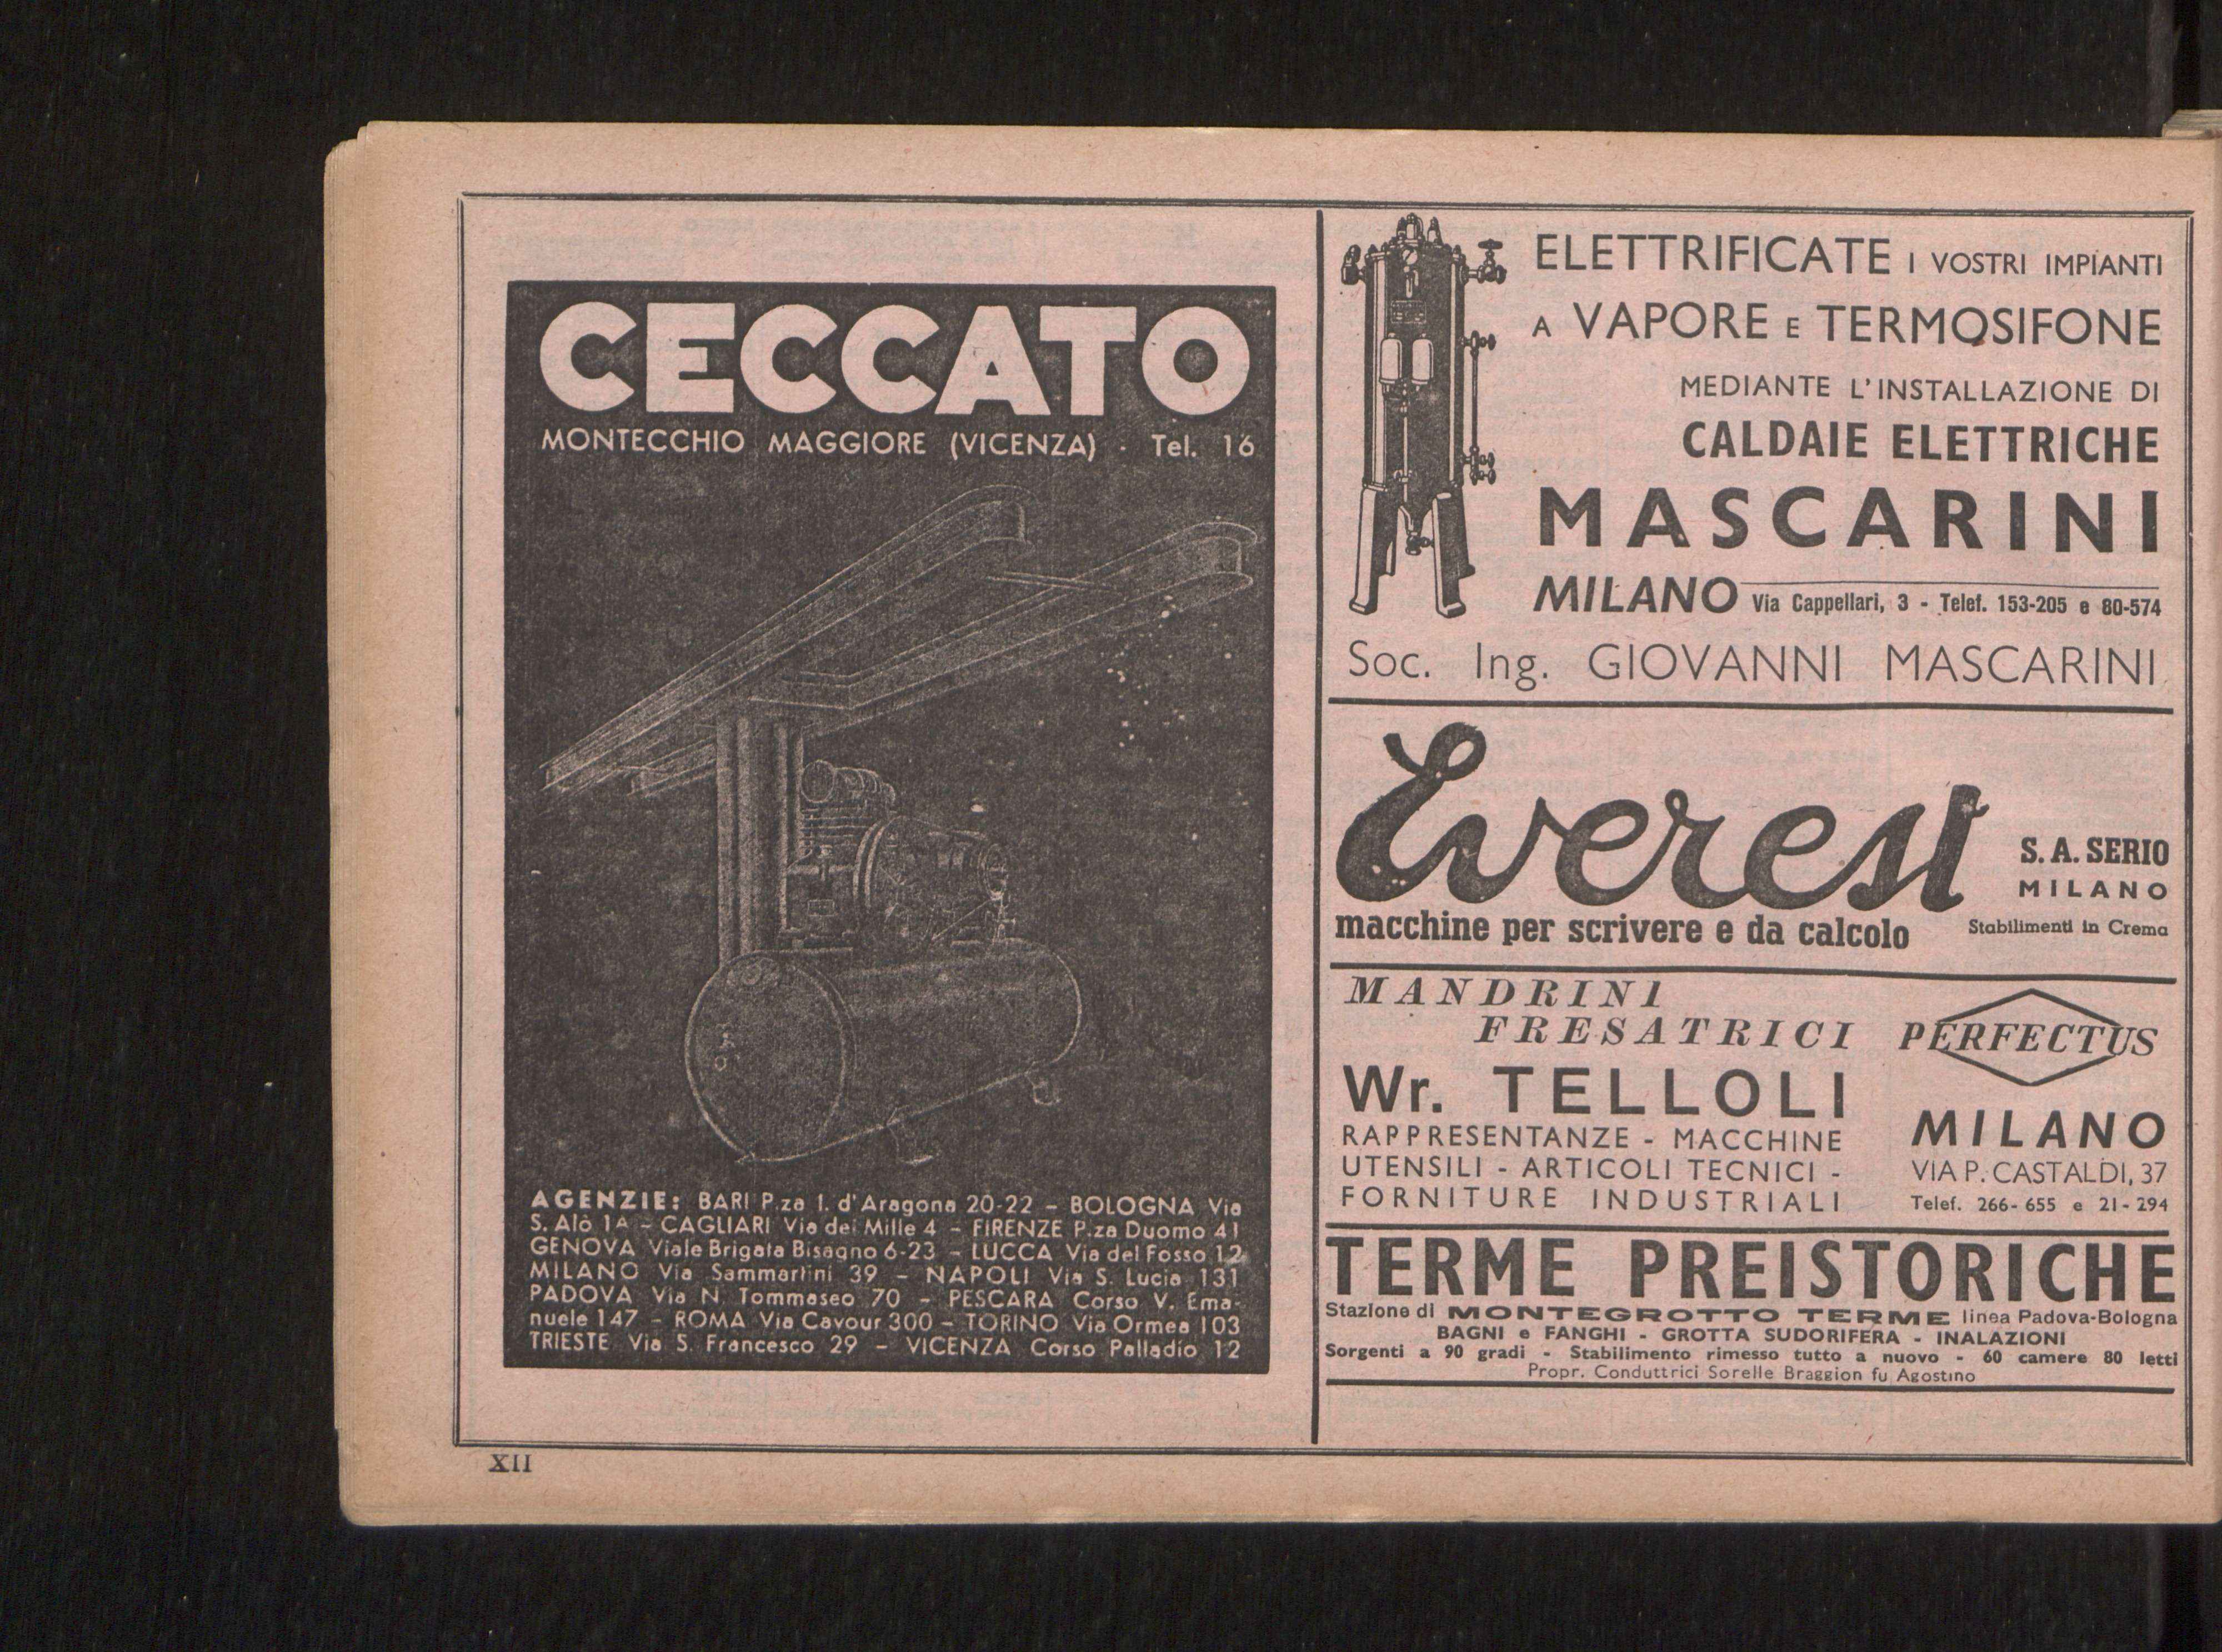 CECCATO
MONTECCHIO MAGGIORE (VICENZA) · Tel. 16
AGENZIE: BARI P.za I. d'Aragona 20-22 – BOLOGNA Via
S. Alò 1A – CAGLIARI Via dei Mille 4 – FIRENZE P.za Duomo 41
GENOVA Viale Brigata Bisagno 6-23 – LUCCA Via del Fosso 12
MILANO Via Sammartini 39 – NAPOLI Via S. Lucia 131
PADOVA Via N. Tommaseo 70 – PESCARA Corso V. Ema-
nuele 147 – ROMA Via Cavour 300 – TORINO Via Ormea 103
TRIESTE Via S. Francesco 29 – VICENZA Corso Palladio 12
ELETTRIFICATE I VOSTRI IMPIANTI
A VAPORE E TERMOSIFONE
MEDIANTE L'INSTALLAZIONE DI
CALDAIE ELETTRICHE
MASCARINI
MILANO Via Cappellari, 3 - Telef. 153-205 e 80-574
Soc. Ing. GIOVANNI MASCARINI
Everest
S. A. SERIO
MILANO
macchine per scrivere e da calcolo
Stabilimenti in Crema
MANDRINI
FRESATRICI
PERFECTUS
Wr. TELLOLI
RAPPRESENTANZE - MACCHINE
UTENSILI - ARTICOLI TECNICI -
FORNITURE INDUSTRIALI
MILANO
VIA P. CASTALDI, 37
Telef. 266-655 e 21-294
TERME PREISTORICHE
Stazione di MONTEGROTTO TERME linea Padova-Bologna
BAGNI e FANGHI - GROTTA SUDORIFERA - INALAZIONI
Sorgenti a 90 gradi - Stabilimento rimesso tutto a nuovo - 60 camere 80 letti
Propr. Conduttrici Sorelle Braggion fu Agostino
XII